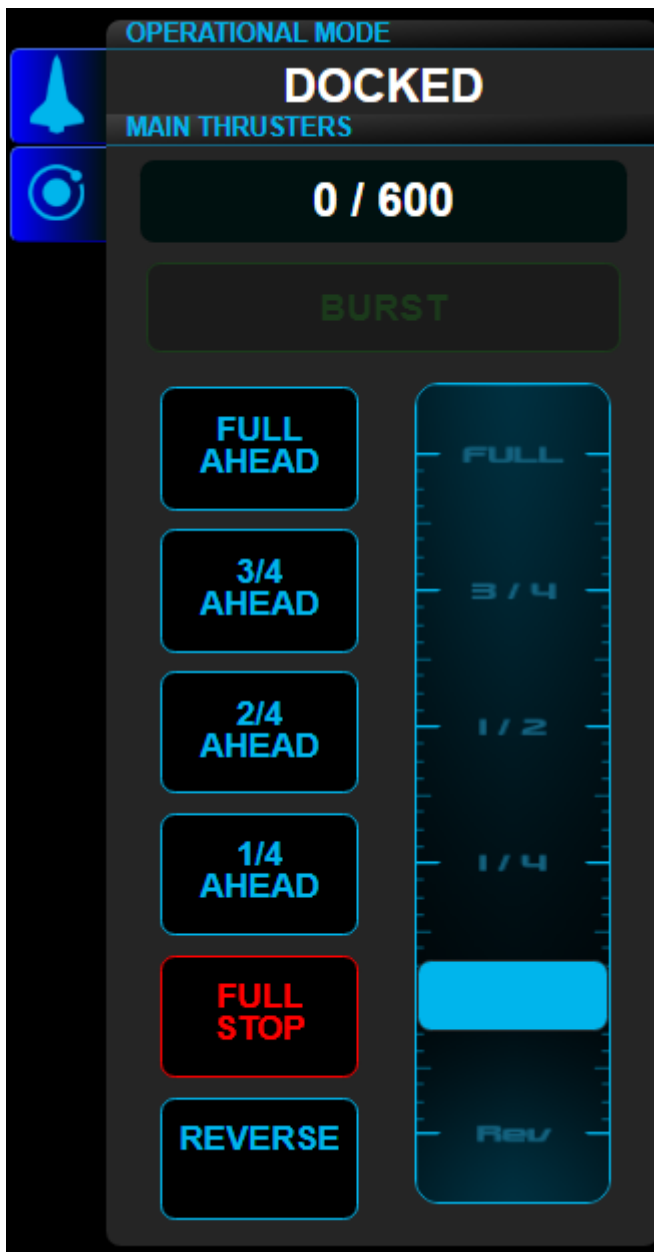 OPERATIONAL MODE
DOCKED
MAIN THRUSTERS
0 / 600
BURST
FULL
AHEAD
3/4
AHEAD
2/4
AHEAD
1/4
AHEAD
FULL
STOP
REVERSE
FULL
3 / 4
1 / 2
1 / 4
Rev